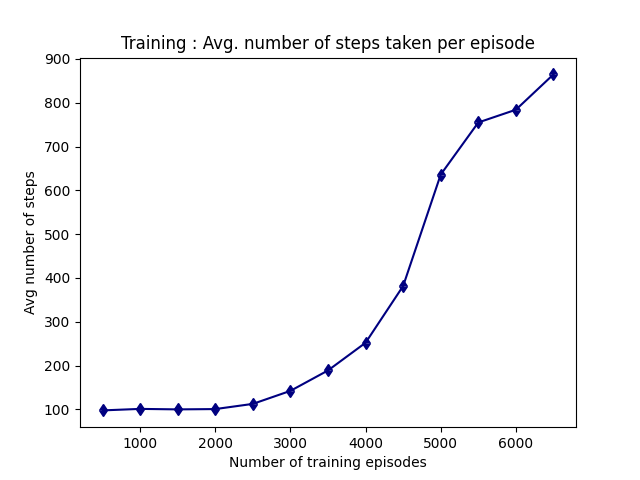 Training : Avg. number of steps taken per episode
900
800
700
600
500
400
300
200
100
Avg number of steps
1000 2000 3000 4000 5000 6000
Number of training episodes